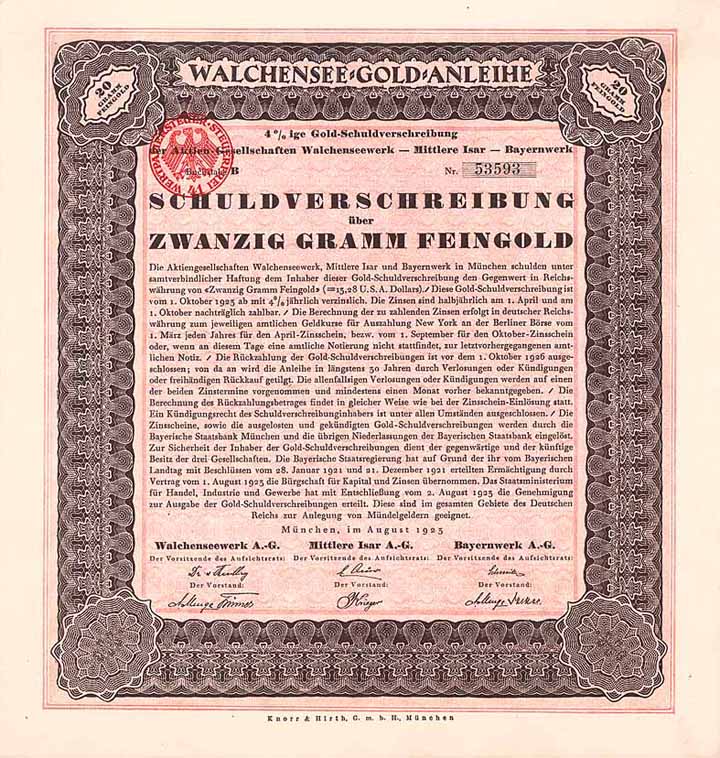 20 GRAMM FEINGOLD
WALCHENSEE-GOLD-ANLEIHE
20 GRAMM FEINGOLD
4% ige Gold-Schuldverschreibung
der Aktien-Gesellschaften Walchenseewerk — Mittlere Isar — Bayernwerk
Buchstabe B
Nr. 53593
SCHULDVERSCHREIBUNG
über
ZWANZIG GRAMM FEINGOLD
Die Aktiengesellschaften Walchenseewerk, Mittlere Isar und Bayernwerk in München schulden unter
samtverbindlicher Haftung dem Inhaber dieser Gold-Schuldverschreibung den Gegenwert in Reichs-
währung von «Zwanzig Gramm Feingold» (=13,28 U. S. A. Dollars). / Diese Gold-Schuldverschreibung ist
vom 1. Oktober 1925 ab mit 4% jährlich verzinslich. Die Zinsen sind halbjährlich am 1. April und am
1. Oktober nachträglich zahlbar. / Die Berechnung der zu zahlenden Zinsen erfolgt in deutscher Reichs-
währung zum jeweiligen amtlichen Geldkurse für Auszahlung New York an der Berliner Börse vom
1. März jeden Jahres für den April-Zinsschein, bezw. vom 1. September für den Oktober-Zinsschein
oder, wenn an diesem Tage eine amtliche Notierung nicht stattfindet, zur letztvorhergegangenen amt-
lichen Notiz. / Die Rückzahlung der Gold-Schuldverschreibungen ist vor dem 1. Oktober 1926 ausge-
schlossen; von da an wird die Anleihe in längstens 30 Jahren durch Verlosungen oder Kündigungen
oder freihändigen Rückkauf getilgt. Die allenfallsigen Verlosungen oder Kündigungen werden auf einen
der beiden Zinstermine vorgenommen und mindestens einen Monat vorher bekanntgegeben. / Die
Berechnung des Rückzahlungsbetrages findet in gleicher Weise wie bei der Zinsschein-Einlösung statt.
Ein Kündigungsrecht des Schuldverschreibunginhabers ist unter allen Umständen ausgeschlossen. / Die
Zinsscheine, sowie die ausgelosten und gekündigten Gold-Schuldverschreibungen werden durch die
Bayerische Staatsbank München und die übrigen Niederlassungen der Bayerischen Staatsbank eingelöst.
Zur Sicherheit der Inhaber der Gold-Schuldverschreibungen dient der gegenwärtige und der künftige
Besitz der drei Gesellschaften. Die Bayerische Staatsregierung hat auf Grund der ihr vom Bayerischen
Landtag mit Beschlüssen vom 28. Januar 1921 und 21. Dezember 1921 erteilten Ermächtigung durch
Vertrag vom 1. August 1925 die Bürgschaft für Kapital und Zinsen übernommen. Das Staatsministerium
für Handel, Industrie und Gewerbe hat mit Entschließung vom 2. August 1925 die Genehmigung
zur Ausgabe der Gold-Schuldverschreibungen erteilt. Diese sind im gesamten Gebiete des Deutschen
Reichs zur Anlegung von Mündelgeldern geeignet.
München, im August 1925
Walchenseewerk A.-G. Mittlere Isar A.-G. Bayernwerk A.-G.
Der Vorsitzende des Aufsichtsrats: Der Vorsitzende des Aufsichtsrats: Der Vorsitzende des Aufsichtsrats:
Der Vorstand: Der Vorstand: Der Vorstand:
Krieger
Knorr & Hirth, G. m. b. H., München